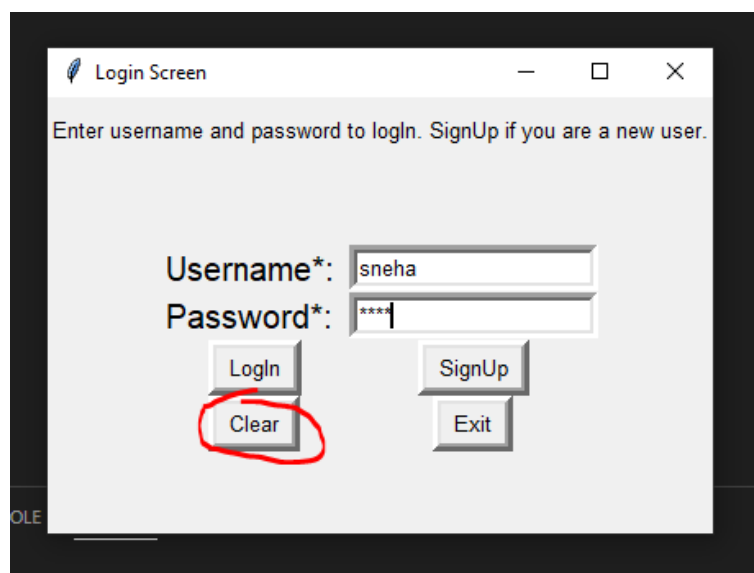 Login Screen
Enter username and password to logIn. SignUp if you are a new user.
Username*: sneha
Password*: ****
LogIn SignUp
Clear Exit
OLE